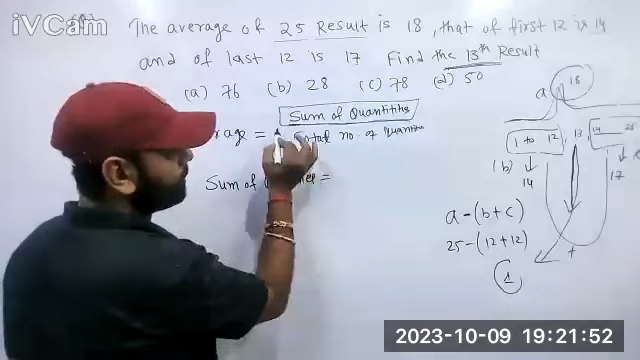 iVCam
The average of 25 Result is 18, that of first 12 is 14
and of last 12 is 17 Find the 13th Result
(a) 76 (b) 28 (c) 78 (d) 50
Sum of Quantities
rage = Total no. of Quantities
Sum of =
a 18
1 to 12, 13 14 25
(b) 14 17
a - (b + c)
25 - (12 + 12)
1
2023-10-09 19:21:52